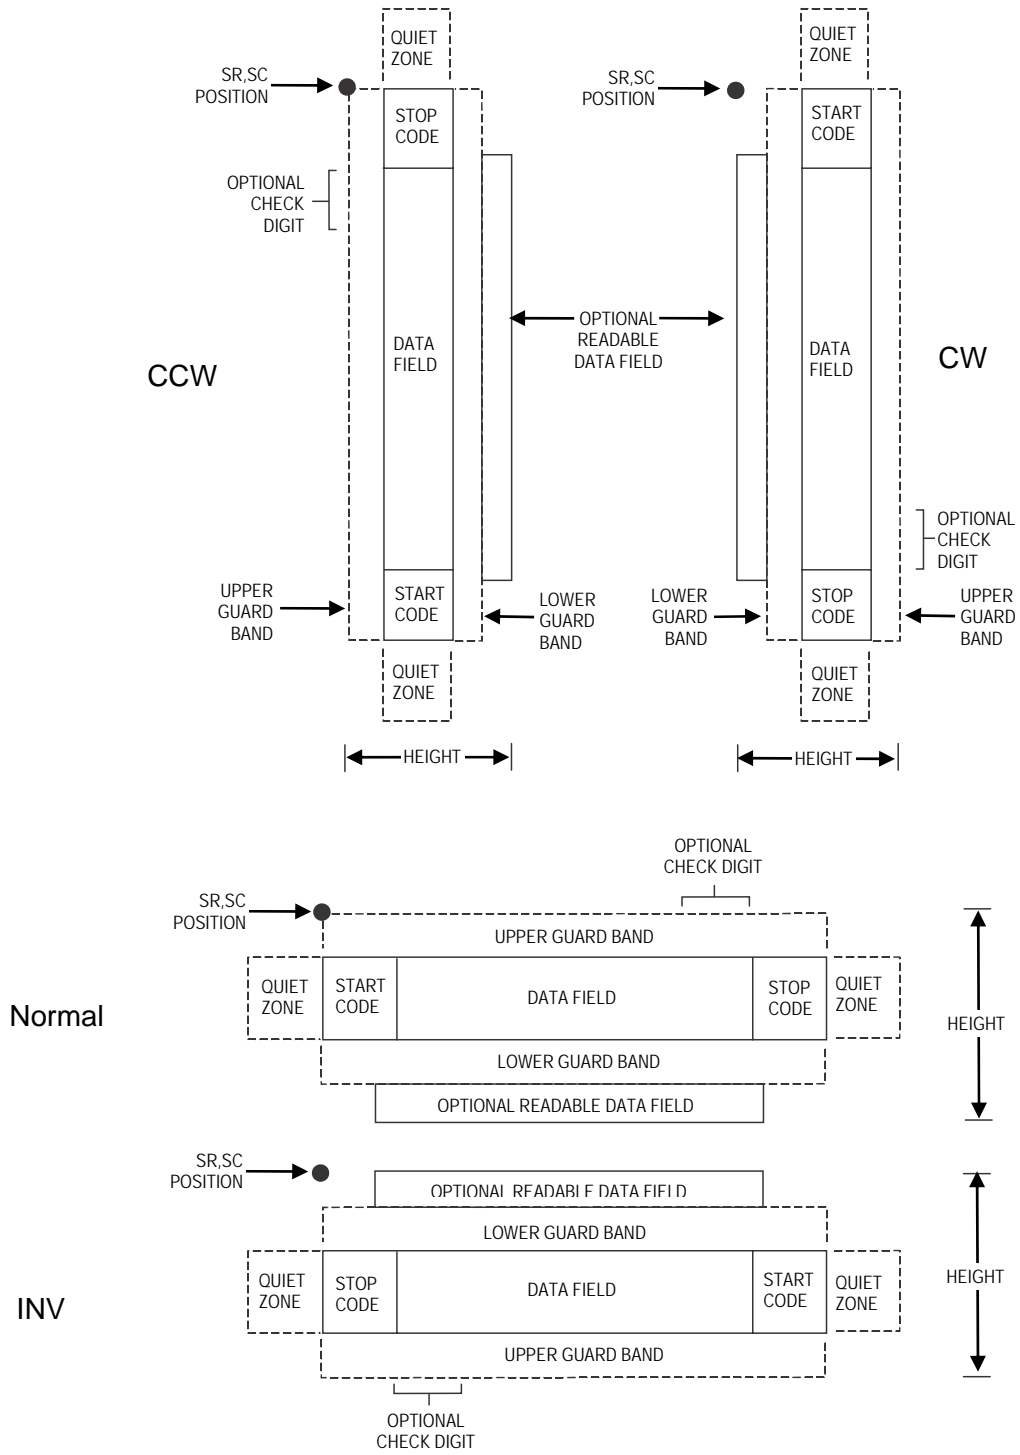 QUIET
ZONE
SR,SC
POSITION
STOP
CODE
OPTIONAL
CHECK
DIGIT
DATA
FIELD
CCW
UPPER
GUARD
BAND
START
CODE
LOWER
GUARD
BAND
QUIET
ZONE
HEIGHT
OPTIONAL
READABLE
DATA FIELD
QUIET
ZONE
SR,SC
POSITION
START
CODE
DATA
FIELD
CW
OPTIONAL
CHECK
DIGIT
LOWER
GUARD
BAND
STOP
CODE
UPPER
GUARD
BAND
QUIET
ZONE
HEIGHT
OPTIONAL
CHECK DIGIT
SR,SC
POSITION
UPPER GUARD BAND
Normal
QUIET
ZONE
START
CODE
DATA FIELD
STOP
CODE
QUIET
ZONE
HEIGHT
LOWER GUARD BAND
OPTIONAL READABLE DATA FIELD
SR,SC
POSITION
OPTIONAL READABLE DATA FIELD
LOWER GUARD BAND
INV
QUIET
ZONE
STOP
CODE
DATA FIELD
START
CODE
QUIET
ZONE
HEIGHT
UPPER GUARD BAND
OPTIONAL
CHECK DIGIT